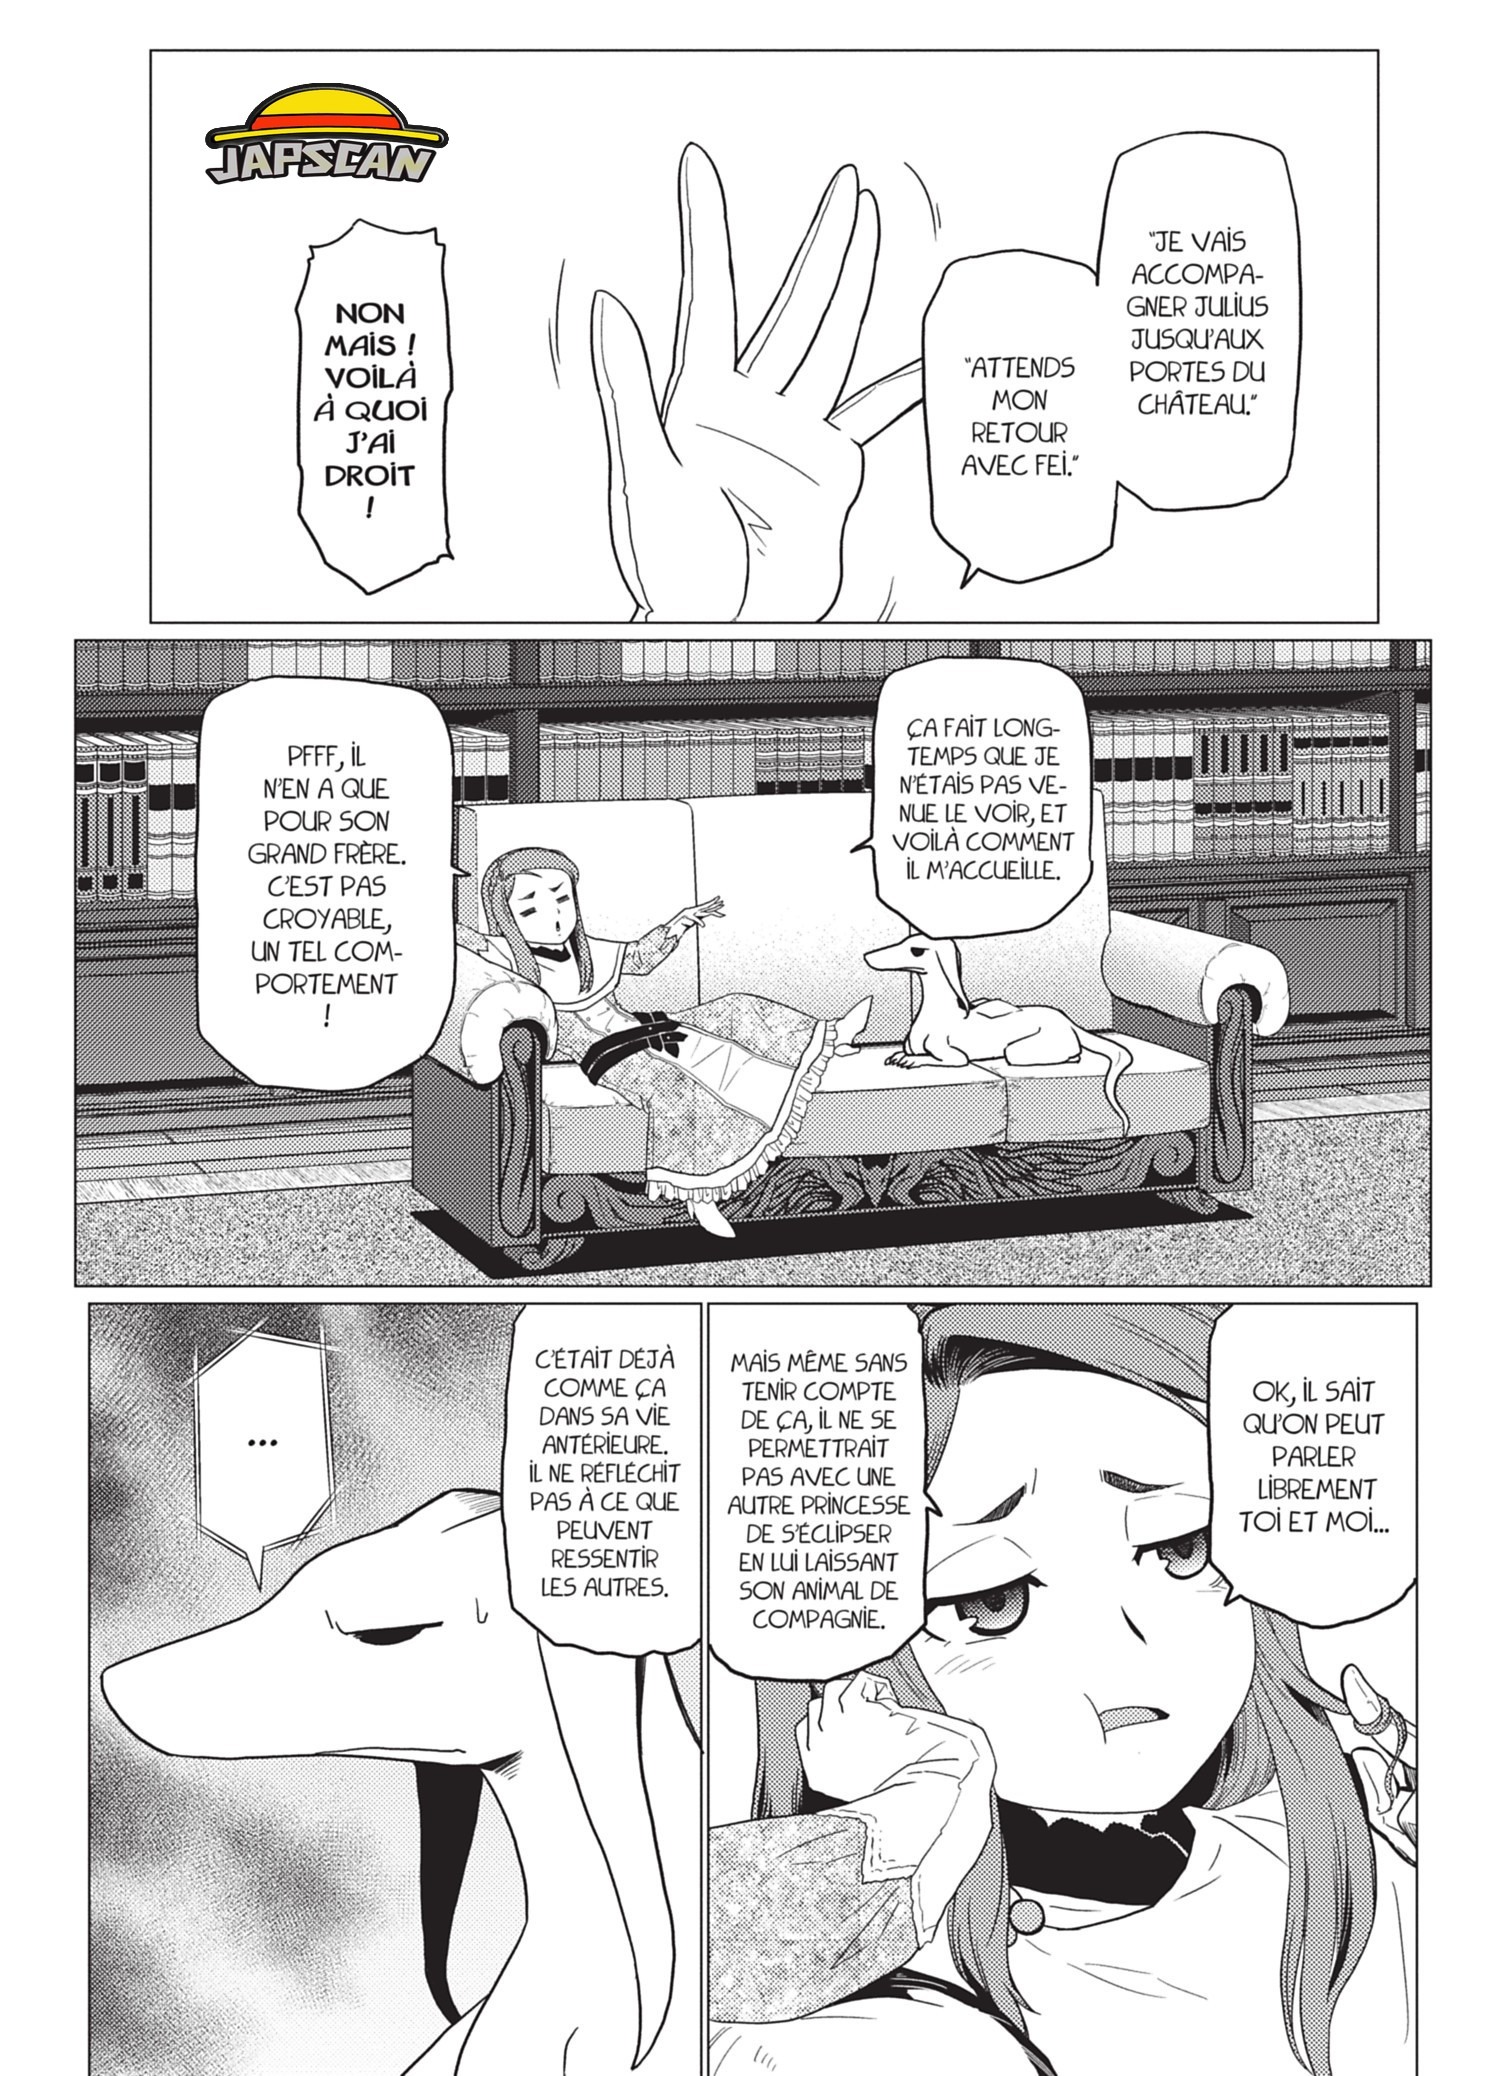 JAPSCAN
"JE VAIS
ACCOMPA-
GNER JULIUS
JUSQU'AUX
PORTES DU
CHÂTEAU."
"ATTENDS
MON
RETOUR
AVEC FEI."
NON
MAIS !
VOILÀ
À QUOI
J'AI
DROIT
!
ÇA FAIT LONG-
TEMPS QUE JE
N'ÉTAIS PAS VE-
NUE LE VOIR, ET
VOILÀ COMMENT
IL M'ACCUEILLE.
PFFF, IL
N'EN A QUE
POUR SON
GRAND FRÈRE.
C'EST PAS
CROYABLE,
UN TEL COM-
PORTEMENT
!
OK, IL SAIT
QU'ON PEUT
PARLER
LIBREMENT
TOI ET MOI...
MAIS MÊME SANS
TENIR COMPTE
DE ÇA, IL NE SE
PERMETTRAIT
PAS AVEC UNE
AUTRE PRINCESSE
DE S'ÉCLIPSER
EN LUI LAISSANT
SON ANIMAL DE
COMPAGNIE.
C'ÉTAIT DÉJÀ
COMME ÇA
DANS SA VIE
ANTÉRIEURE.
IL NE RÉFLÉCHIT
PAS À CE QUE
PEUVENT
RESSENTIR
LES AUTRES.
...